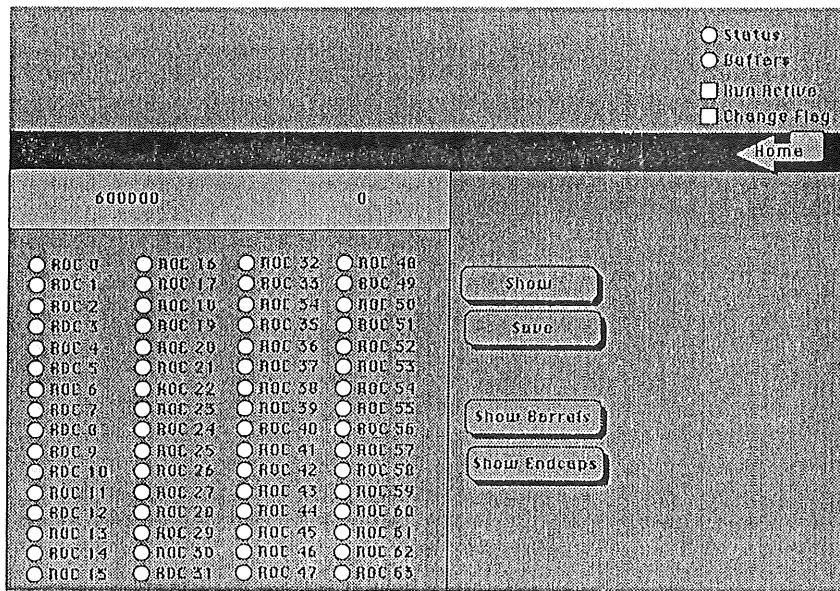 Status
Buffers
Run Active
Change Flag
Home
600000 0
ROC 0 ROC 16 ROC 32 ROC 48
ROC 1 ROC 17 ROC 33 ROC 49
ROC 2 ROC 18 ROC 34 ROC 50
ROC 3 ROC 19 ROC 35 ROC 51
ROC 4 ROC 20 ROC 36 ROC 52
ROC 5 ROC 21 ROC 37 ROC 53
ROC 6 ROC 22 ROC 38 ROC 54
ROC 7 ROC 23 ROC 39 ROC 55
ROC 8 ROC 24 ROC 40 ROC 56
ROC 9 ROC 25 ROC 41 ROC 57
ROC 10 ROC 26 ROC 42 ROC 58
ROC 11 ROC 27 ROC 43 ROC 59
ROC 12 ROC 28 ROC 44 ROC 60
ROC 13 ROC 29 ROC 45 ROC 61
ROC 14 ROC 30 ROC 46 ROC 62
ROC 15 ROC 31 ROC 47 ROC 63
Show
Save
Show Barrels
Show Endcaps